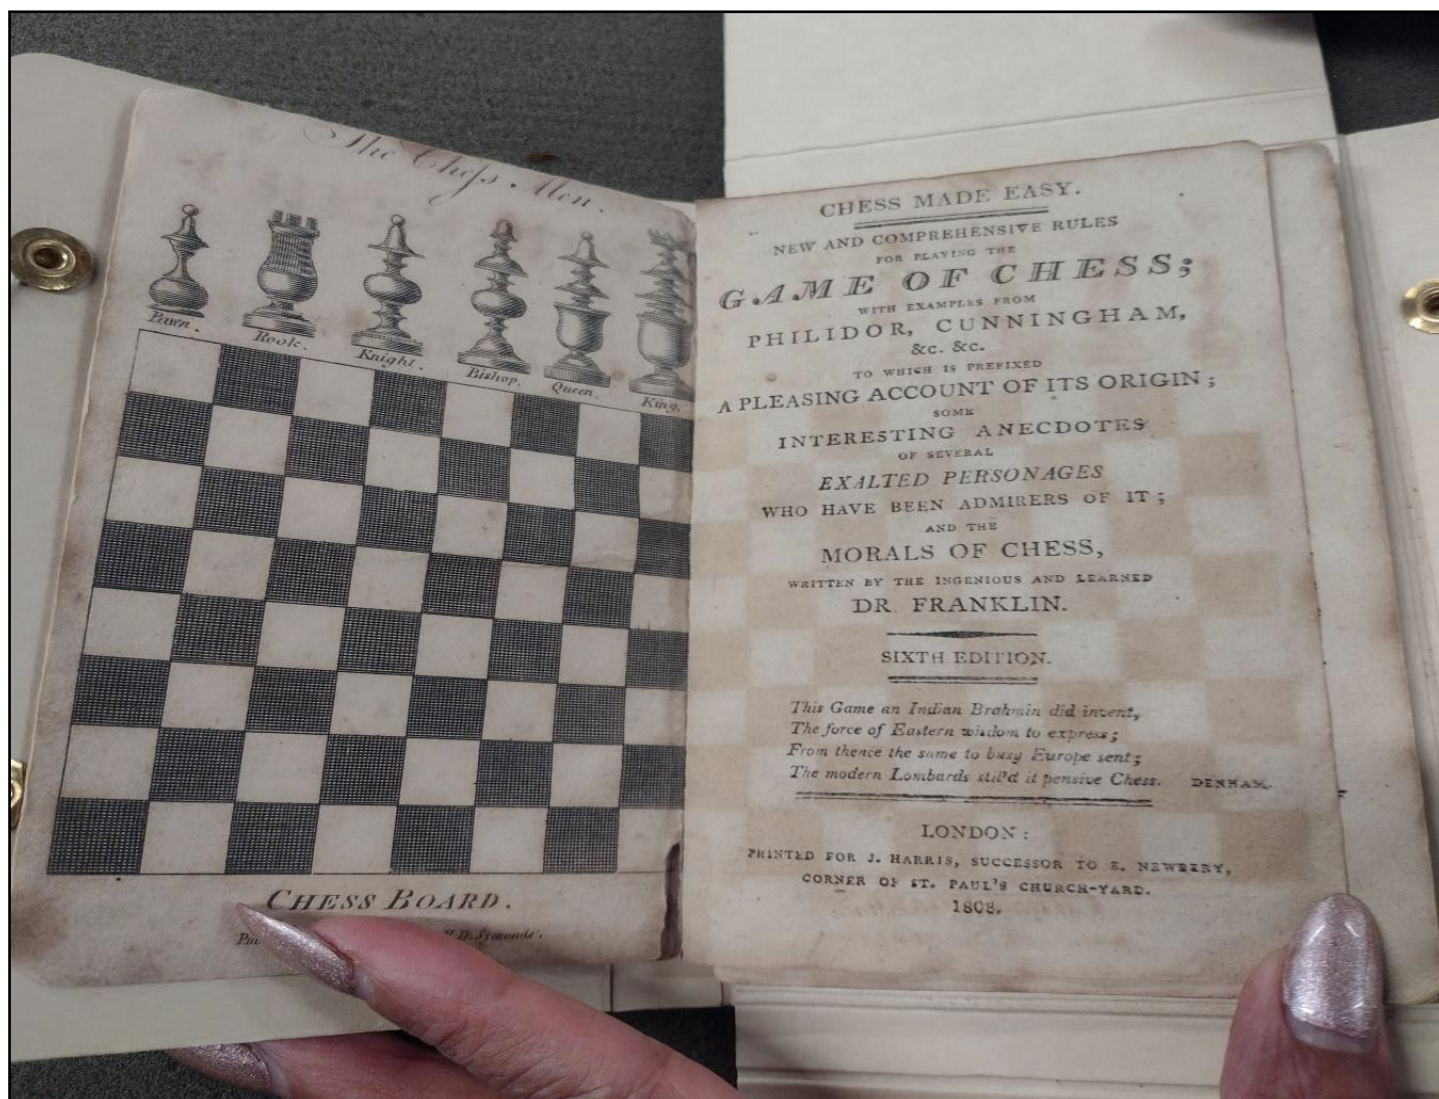 The Chess Men.
Pawn.
Rook.
Knight.
Bishop.
Queen.
King.
CHESS BOARD.
H.D. Symonds.
CHESS MADE EASY.
NEW AND COMPREHENSIVE RULES
FOR PLAYING THE
GAME OF CHESS;
WITH EXAMPLES FROM
PHILIDOR, CUNNINGHAM,
&c. &c.
TO WHICH IS PREFIXED
A PLEASING ACCOUNT OF ITS ORIGIN;
SOME
INTERESTING ANECDOTES
OF SEVERAL
EXALTED PERSONAGES
WHO HAVE BEEN ADMIRERS OF IT;
AND THE
MORALS OF CHESS,
WRITTEN BY THE INGENIOUS AND LEARNED
DR FRANKLIN.
SIXTH EDITION.
This Game an Indian Brahmin did invent,
The force of Eastern wisdom to express;
From thence the same to busy Europe sent;
The modern Lombards stil'd it pensive Chess. DENHAM.
LONDON:
PRINTED FOR J. HARRIS, SUCCESSOR TO E. NEWBERY,
CORNER OF ST. PAUL'S CHURCH-YARD.
1808.